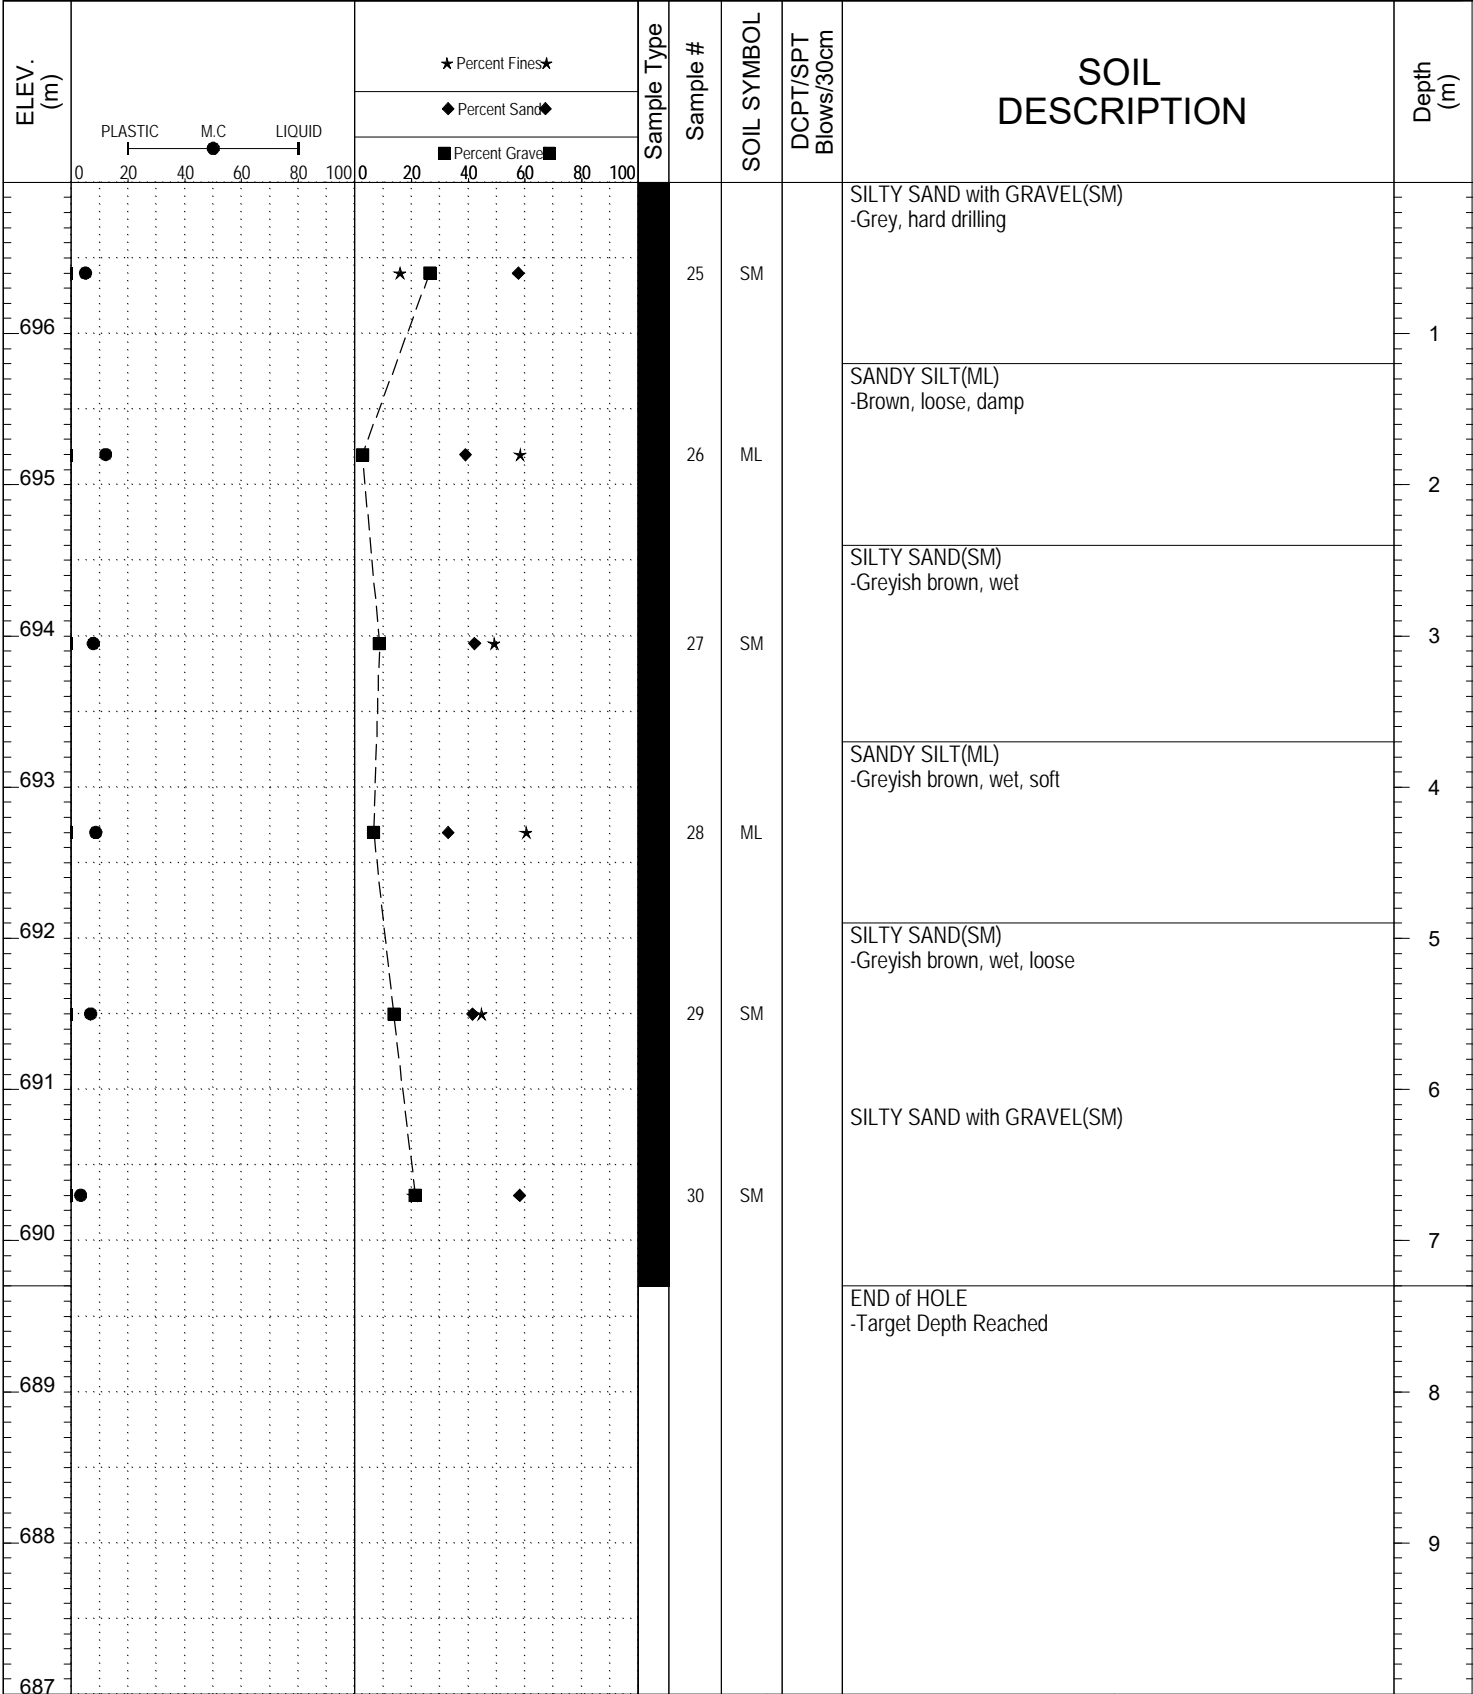 ELEV.
(m)
PLASTIC M.C LIQUID
0 20 40 60 80 100
Percent Fines
Percent Sand
Percent Grave
0 20 40 60 80 100
Sample Type
Sample #
SOIL SYMBOL
DCPT/SPT
Blows/30cm
SOIL
DESCRIPTION
Depth
(m)
SILTY SAND with GRAVEL(SM)
-Grey, hard drilling
25 SM
696 1
SANDY SILT(ML)
-Brown, loose, damp
26 ML
695 2
SILTY SAND(SM)
-Greyish brown, wet
694 27 SM 3
SANDY SILT(ML)
-Greyish brown, wet, soft
693 4
28 ML
SILTY SAND(SM)
692 5
-Greyish brown, wet, loose
29 SM
691 6
SILTY SAND with GRAVEL(SM)
30 SM
690 7
END of HOLE
-Target Depth Reached
689 8
688 9
687